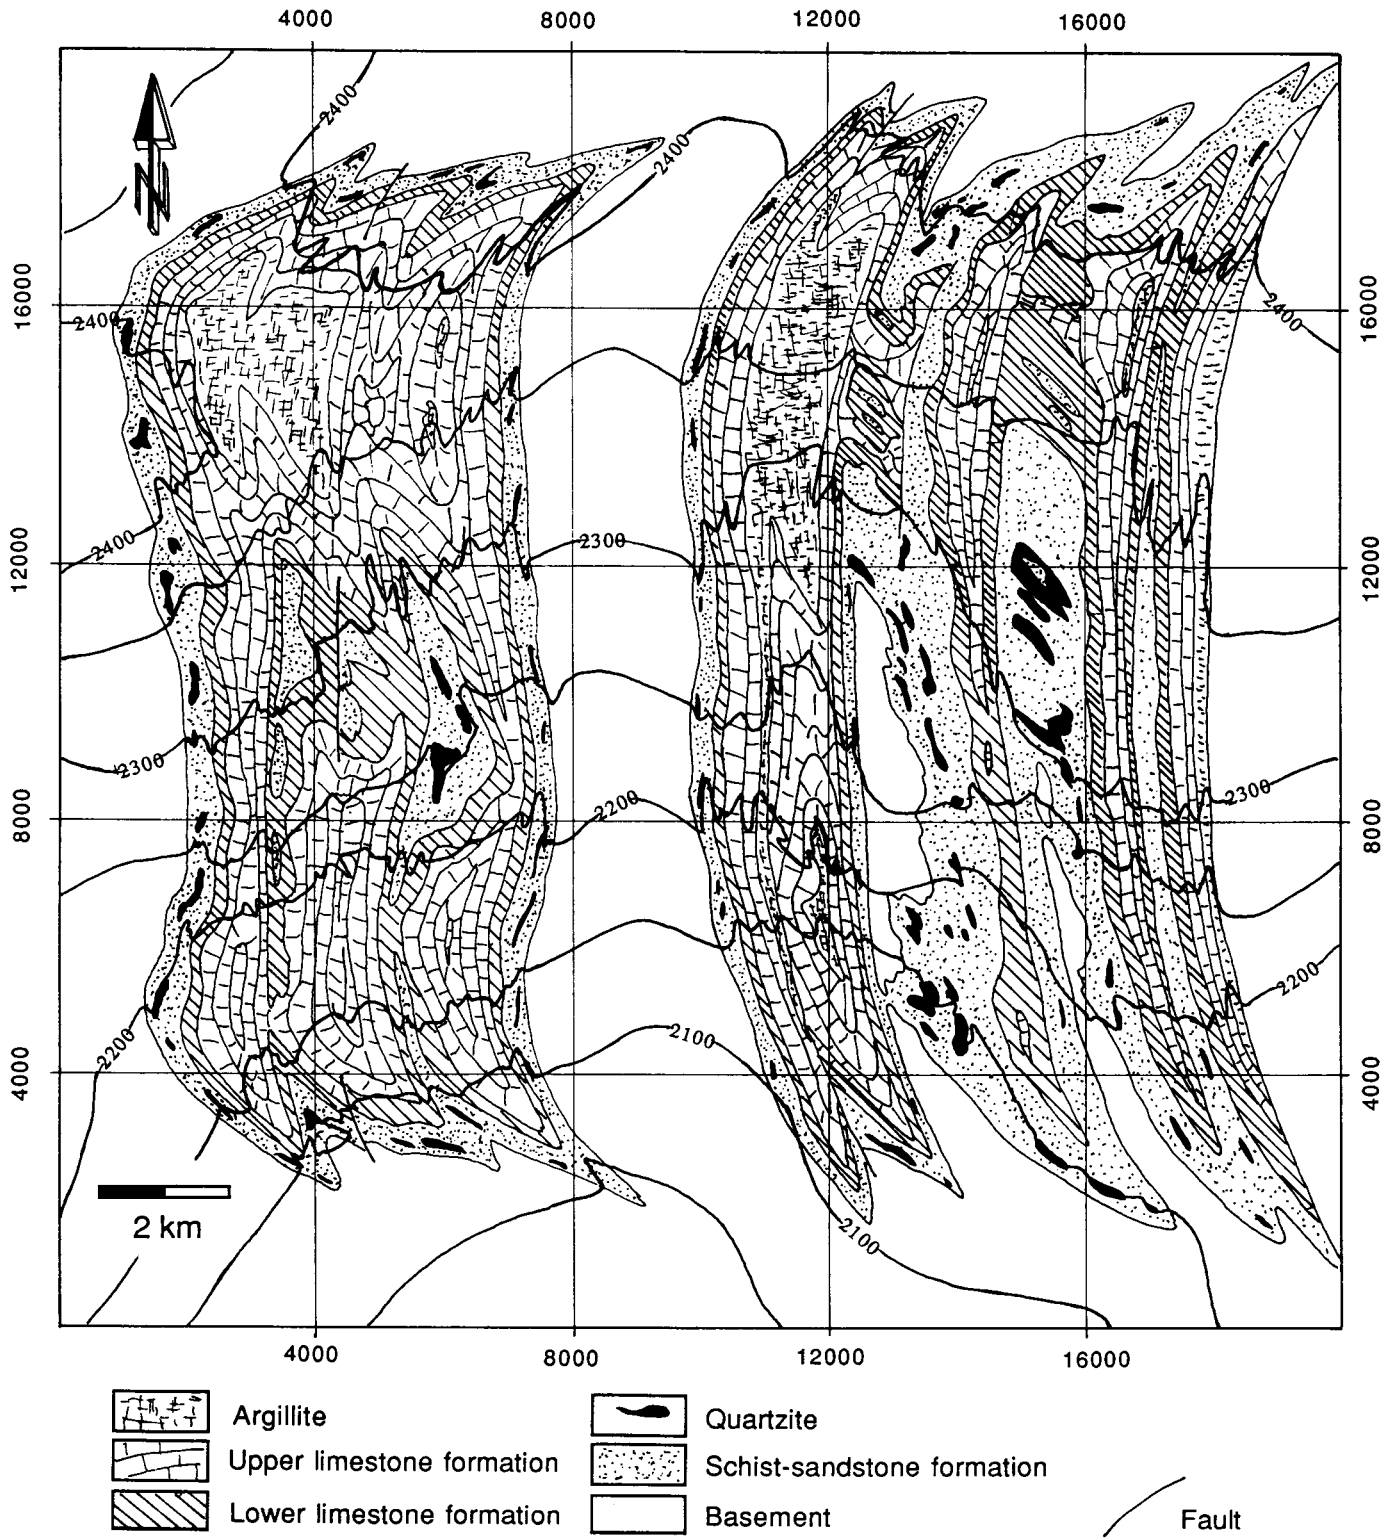 4000 8000 12000 16000
N
2400
2400
2400
2400
16000 16000
2400
2300
12000 12000
2300
2300
2200
8000 8000
2200
2200
2100
4000 4000
2 km
2100
4000 8000 12000 16000
Argillite Quartzite
Upper limestone formation Schist-sandstone formation
Lower limestone formation Basement Fault